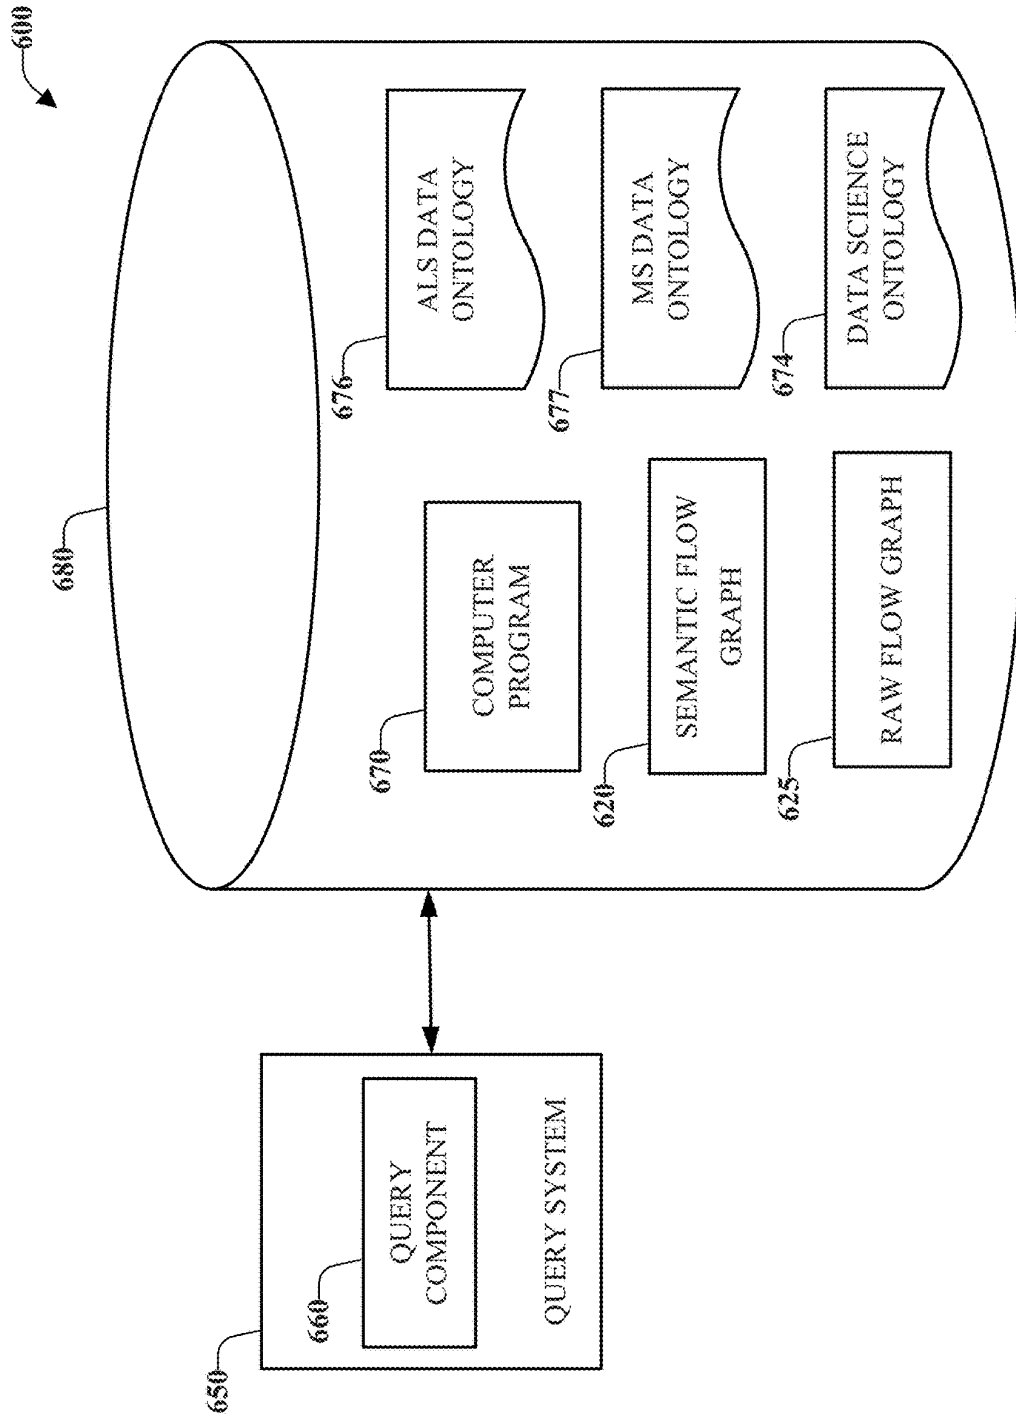 600
680
650
660
QUERY
COMPONENT
QUERY SYSTEM
670
COMPUTER
PROGRAM
676
ALS DATA
ONTOLOGY
620
SEMANTIC FLOW
GRAPH
677
MS DATA
ONTOLOGY
625
RAW FLOW GRAPH
674
DATA SCIENCE
ONTOLOGY